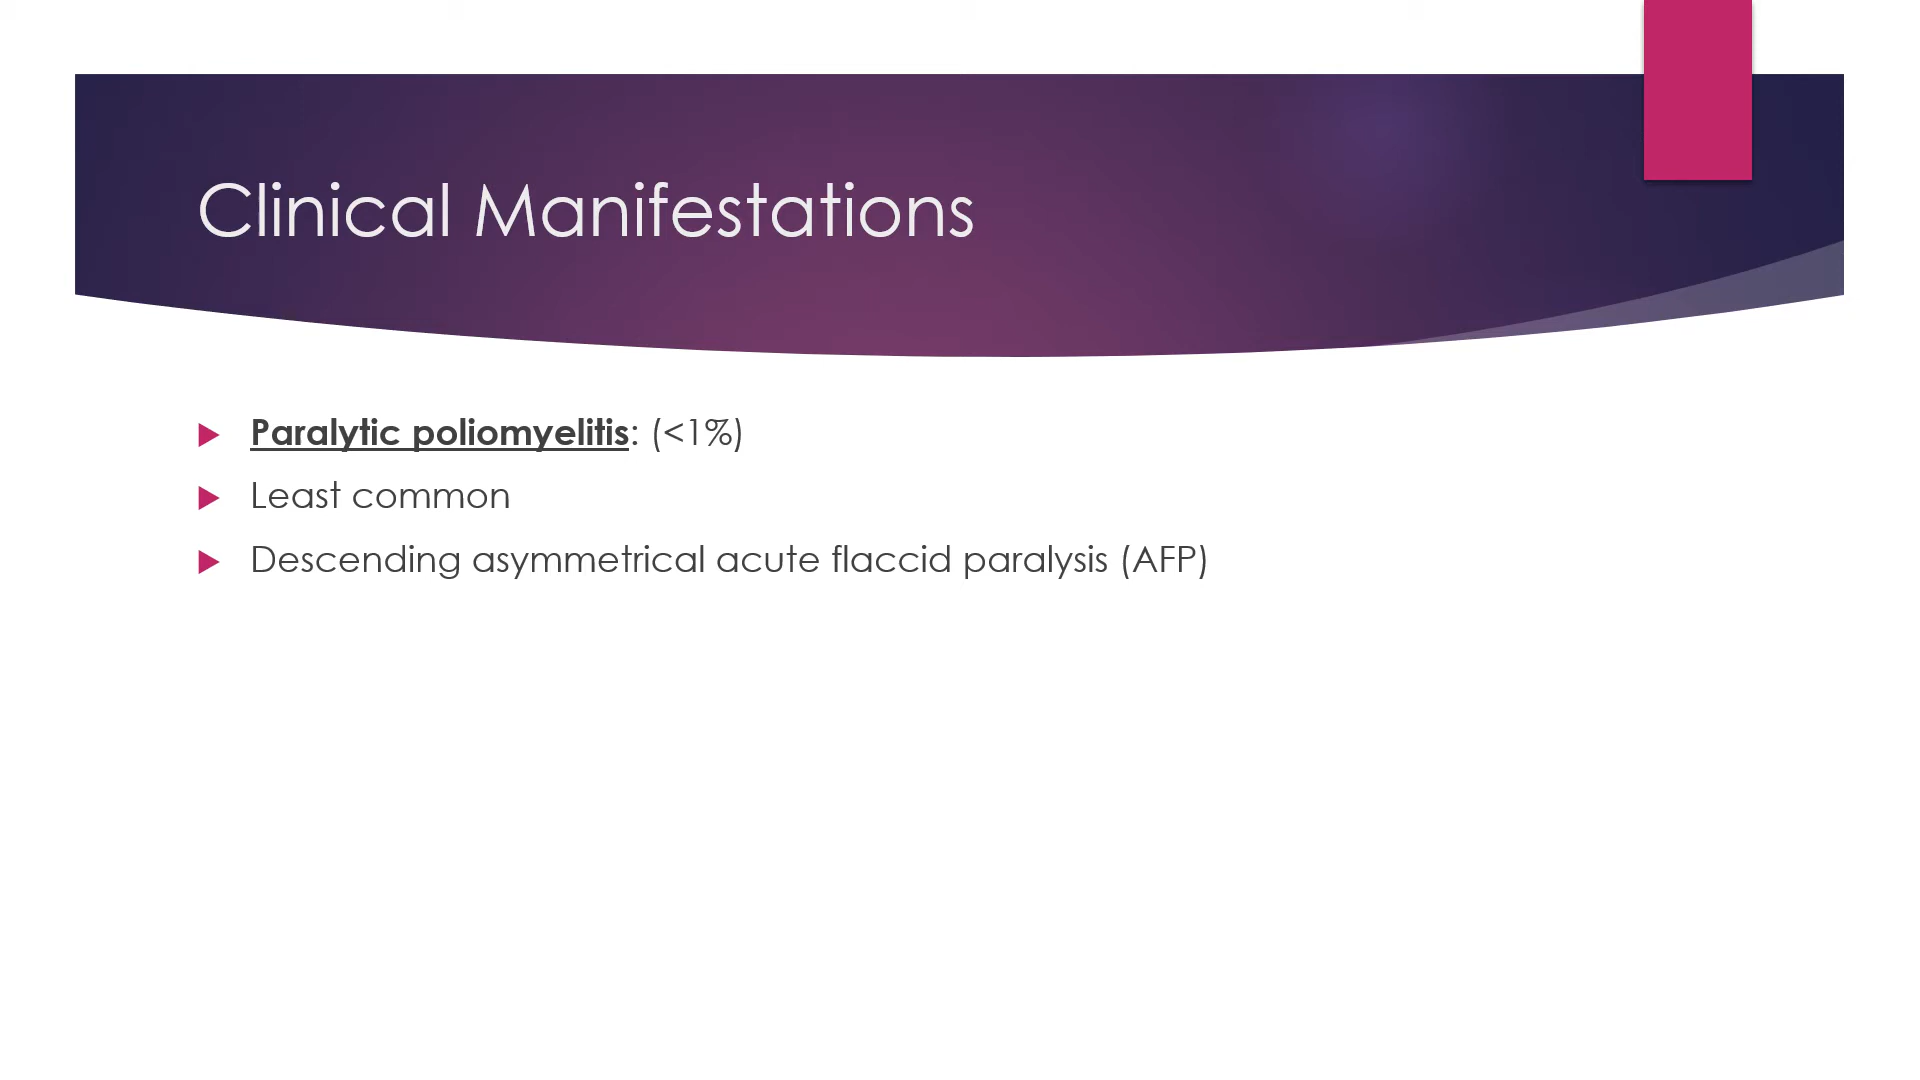 Clinical Manifestations
Paralytic poliomyelitis: (<1%)
Least common
Descending asymmetrical acute flaccid paralysis (AFP)